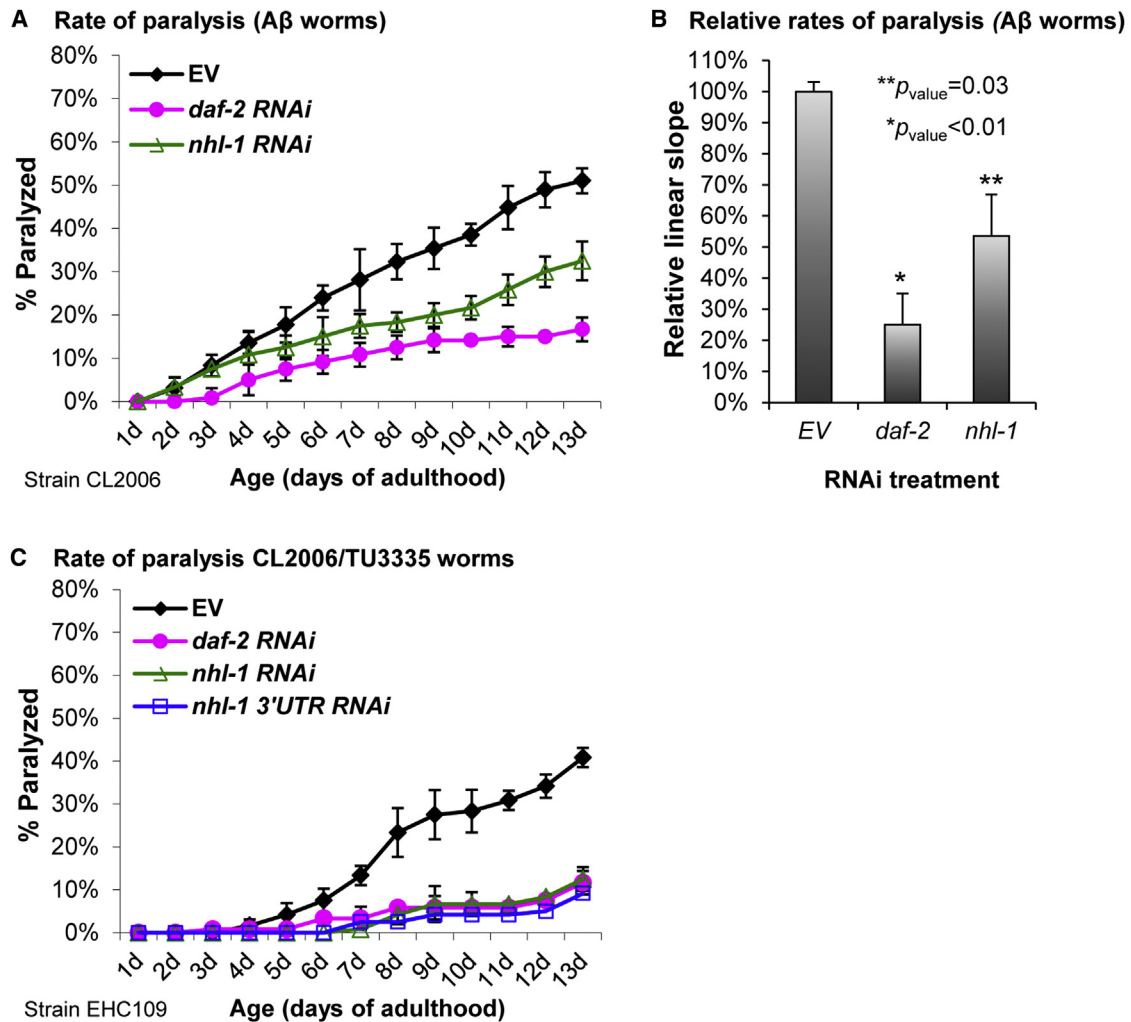 A Rate of paralysis (Aβ worms)
80%
70%
60%
50%
40%
30%
20%
10%
0%
% Paralyzed
EV
daf-2 RNAi
nhl-1 RNAi
1d 2d 3d 4d 5d 6d 7d 8d 9d 10d 11d 12d 13d
Strain CL2006
Age (days of adulthood)
B Relative rates of paralysis (Aβ worms)
110%
100%
90%
80%
70%
60%
50%
40%
30%
20%
10%
0%
Relative linear slope
**pvalue=0.03
*pvalue<0.01
*
**
EV daf-2 nhl-1
RNAi treatment
C Rate of paralysis CL2006/TU3335 worms
80%
70%
60%
50%
40%
30%
20%
10%
0%
% Paralyzed
EV
daf-2 RNAi
nhl-1 RNAi
nhl-1 3'UTR RNAi
1d 2d 3d 4d 5d 6d 7d 8d 9d 10d 11d 12d 13d
Strain EHC109
Age (days of adulthood)